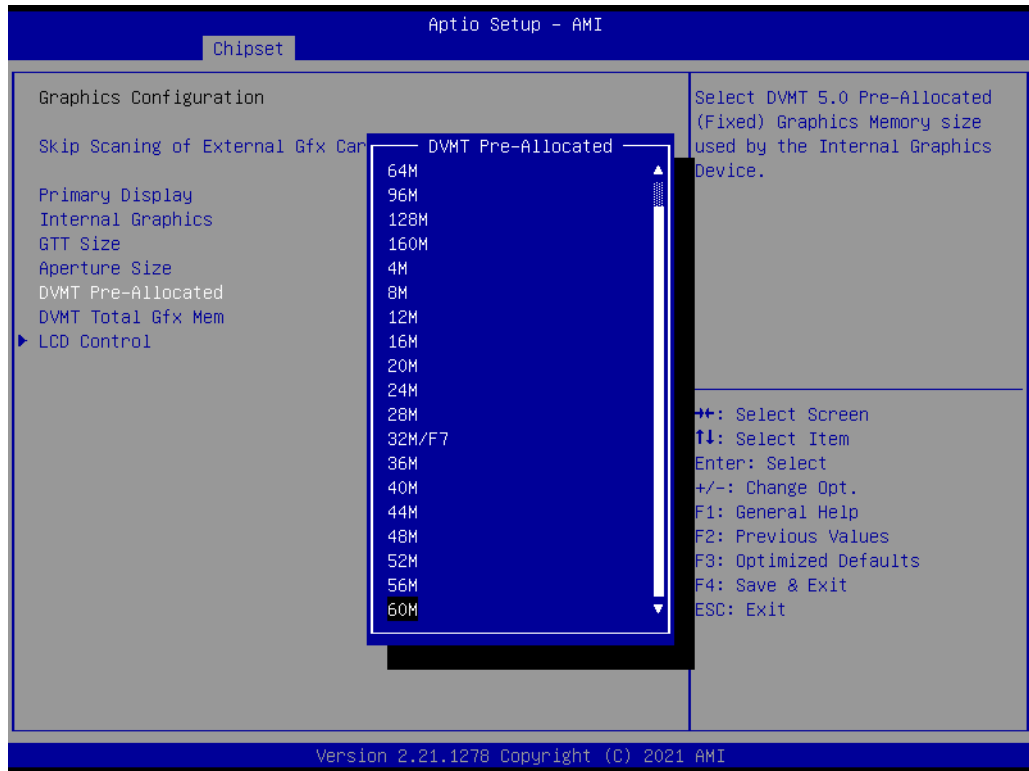 Aptio Setup - AMI
Chipset
Graphics Configuration
Skip Scaning of External Gfx Car
Primary Display
Internal Graphics
GTT Size
Aperture Size
DVMT Pre-Allocated
DVMT Total Gfx Mem
LCD Control
DVMT Pre-Allocated
64M
96M
128M
160M
4M
8M
12M
16M
20M
24M
28M
32M/F7
36M
40M
44M
48M
52M
56M
60M
Select DVMT 5.0 Pre-Allocated
(Fixed) Graphics Memory size
used by the Internal Graphics
Device.
→←: Select Screen
↑↓: Select Item
Enter: Select
+/-: Change Opt.
F1: General Help
F2: Previous Values
F3: Optimized Defaults
F4: Save & Exit
ESC: Exit
Version 2.21.1278 Copyright (C) 2021 AMI